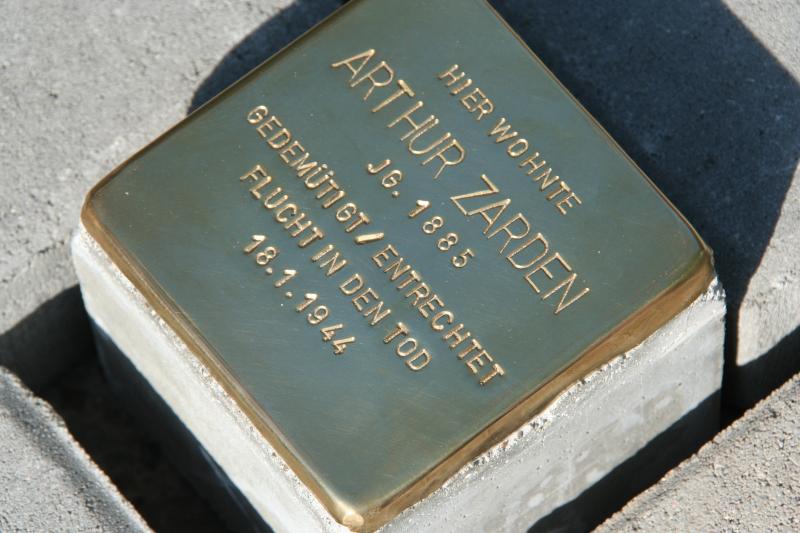 HIER WOHNTE
ARTHUR ZARDEN
JG. 1885
GEDEMÜTIGT / ENTRECHTET
FLUCHT IN DEN TOD
18.1.1944